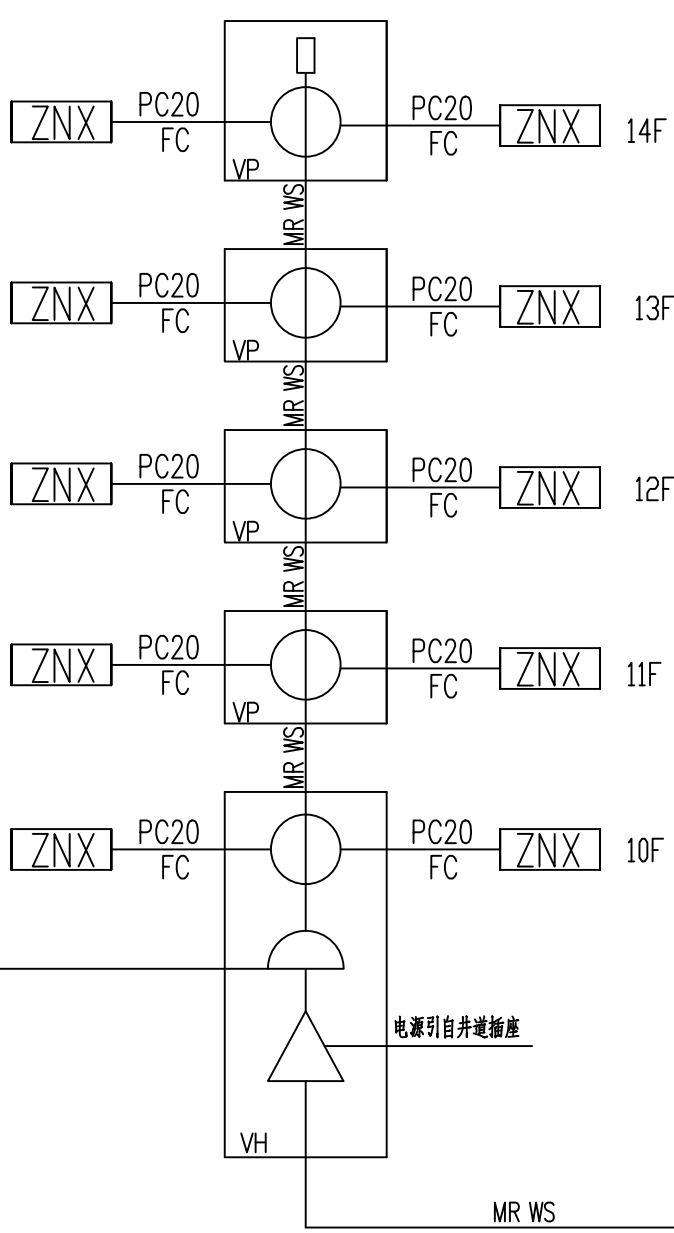 ZNX PC20 FC VP PC20 FC ZNX 14F
MR WS
ZNX PC20 FC VP PC20 FC ZNX 13F
MR WS
ZNX PC20 FC VP PC20 FC ZNX 12F
MR WS
ZNX PC20 FC VP PC20 FC ZNX 11F
MR WS
ZNX PC20 FC PC20 FC ZNX 10F
电源引自井道插座
VH
MR WS